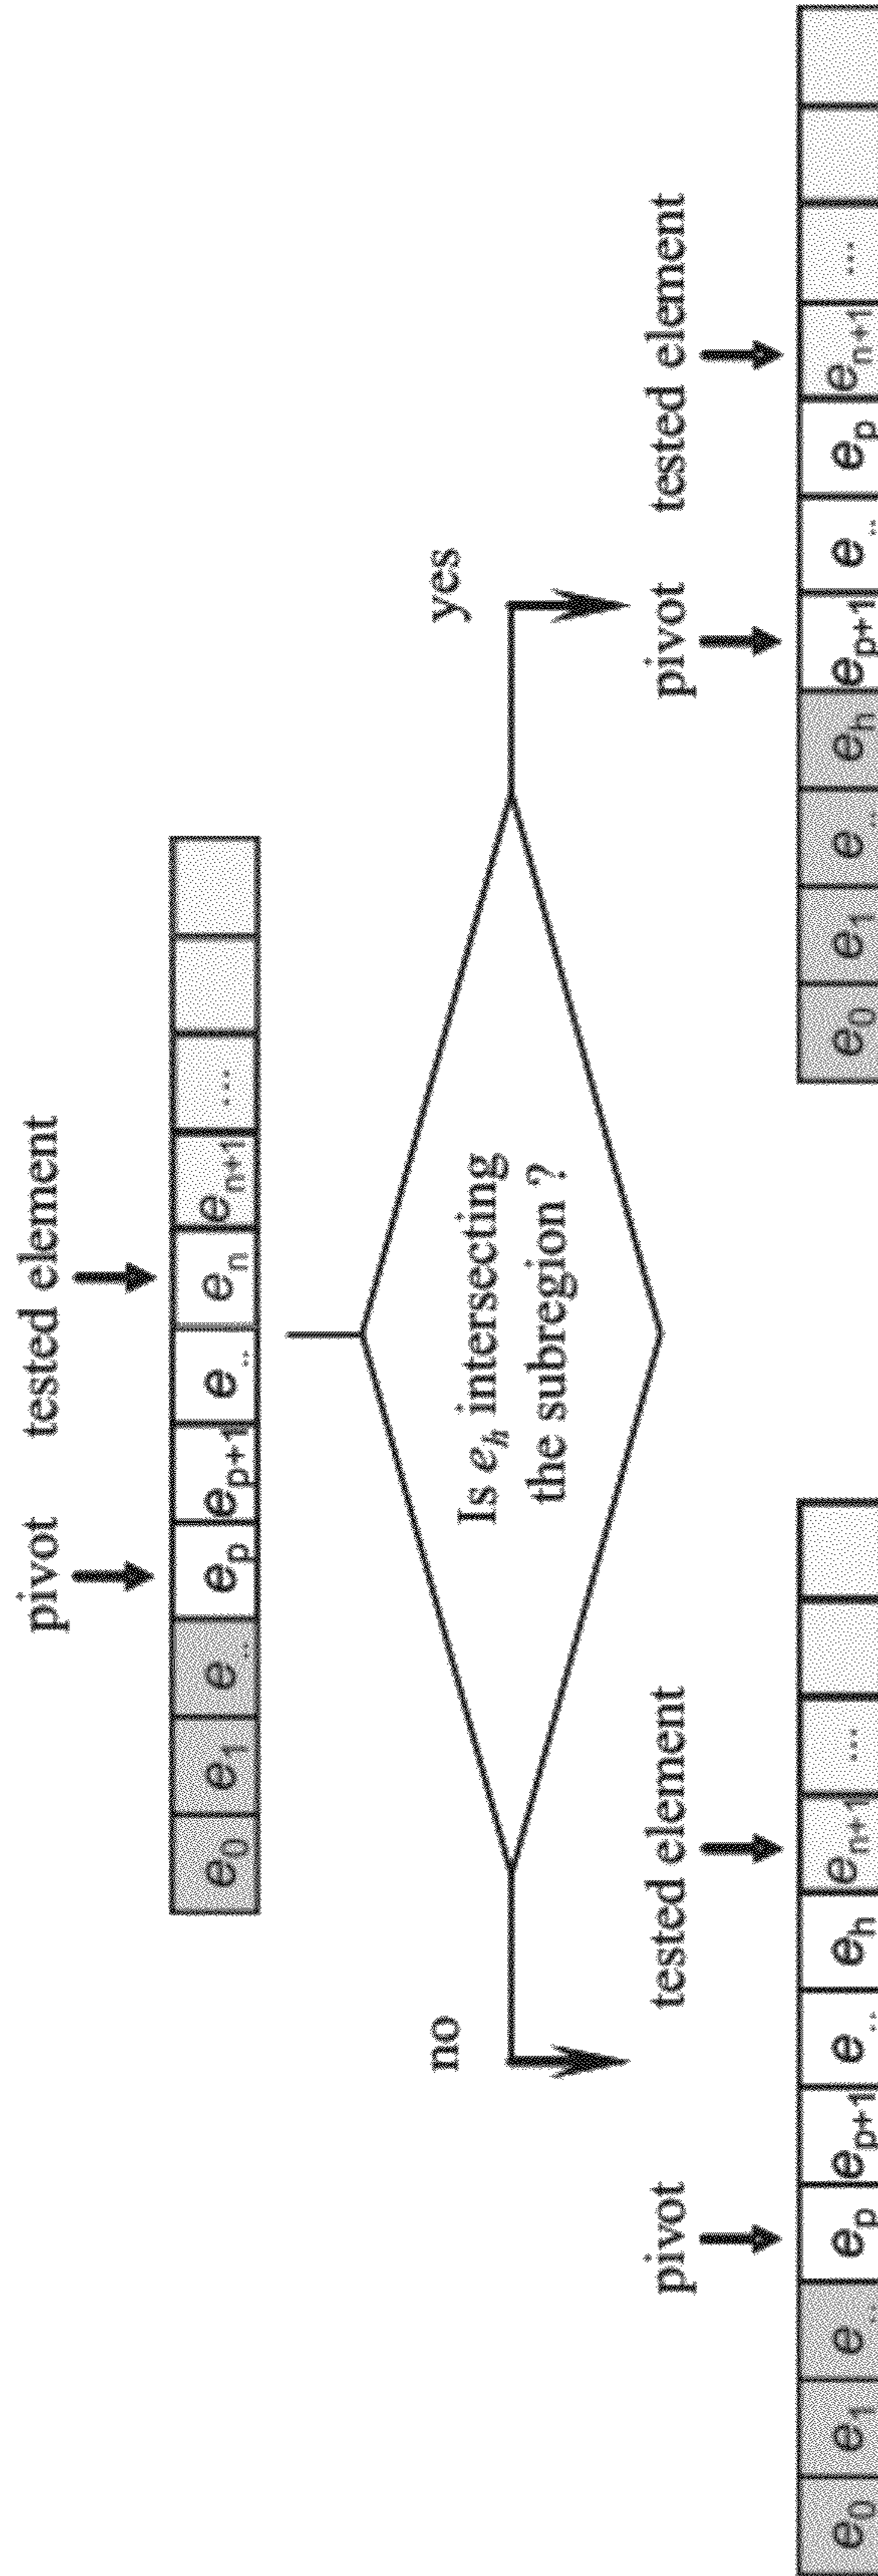 pivot tested element
e0 e1 e.. ep ep+1 e.. en en+1 ...
Is eh intersecting
the subregion ?
no yes
pivot tested element
e0 e1 e.. ep ep+1 e.. eh en+1 ...
pivot tested element
e0 e1 e.. eh ep+1 e.. ep en+1 ...